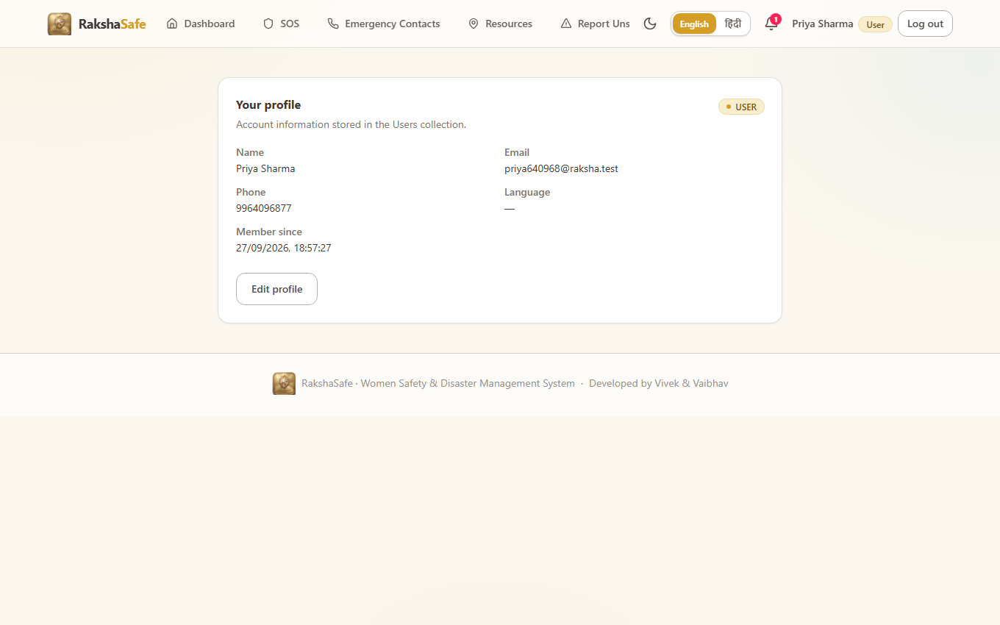 RakshaSafe Dashboard SOS Emergency Contacts Resources Report Uns English हिंदी 1 Priya Sharma User Log out
Your profile USER
Account information stored in the Users collection.
Name Email
Priya Sharma priya640968@raksha.test
Phone Language
9964096877 —
Member since
27/09/2026, 18:57:27
Edit profile
RakshaSafe · Women Safety & Disaster Management System · Developed by Vivek & Vaibhav